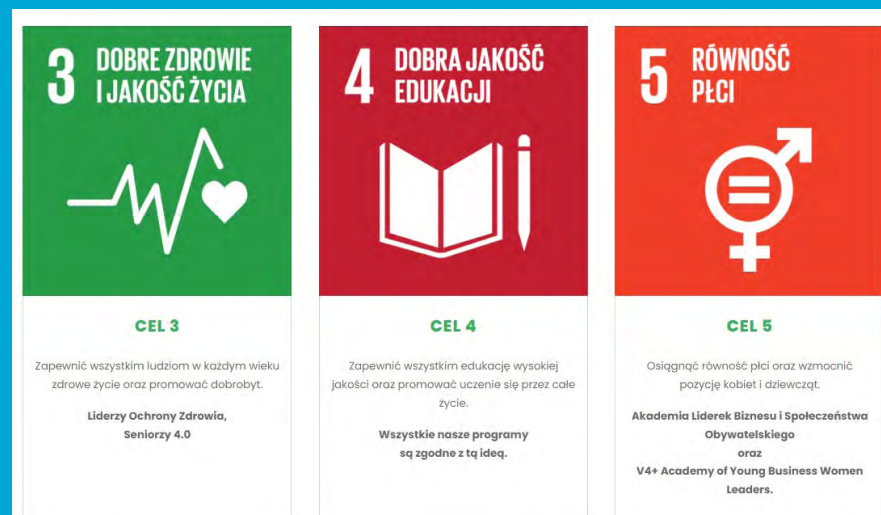 3 DOBRE ZDROWIE
I JAKOŚĆ ŻYCIA
CEL 3
Zapewnić wszystkim ludziom w każdym wieku
zdrowe życie oraz promować dobrobyt.
Liderzy Ochrony Zdrowia,
Seniorzy 4.0
4 DOBRA JAKOŚĆ
EDUKACJI
CEL 4
Zapewnić wszystkim edukację wysokiej
jakości oraz promować uczenie się przez całe
życie.
Wszystkie nasze programy
są zgodne z tą ideą.
5 RÓWNOŚĆ
PŁCI
CEL 5
Osiągnąć równość płci oraz wzmocnić
pozycję kobiet i dziewcząt.
Akademia Liderek Biznesu i Społeczeństwa
Obywatelskiego
oraz
V4+ Academy of Young Business Women
Leaders.